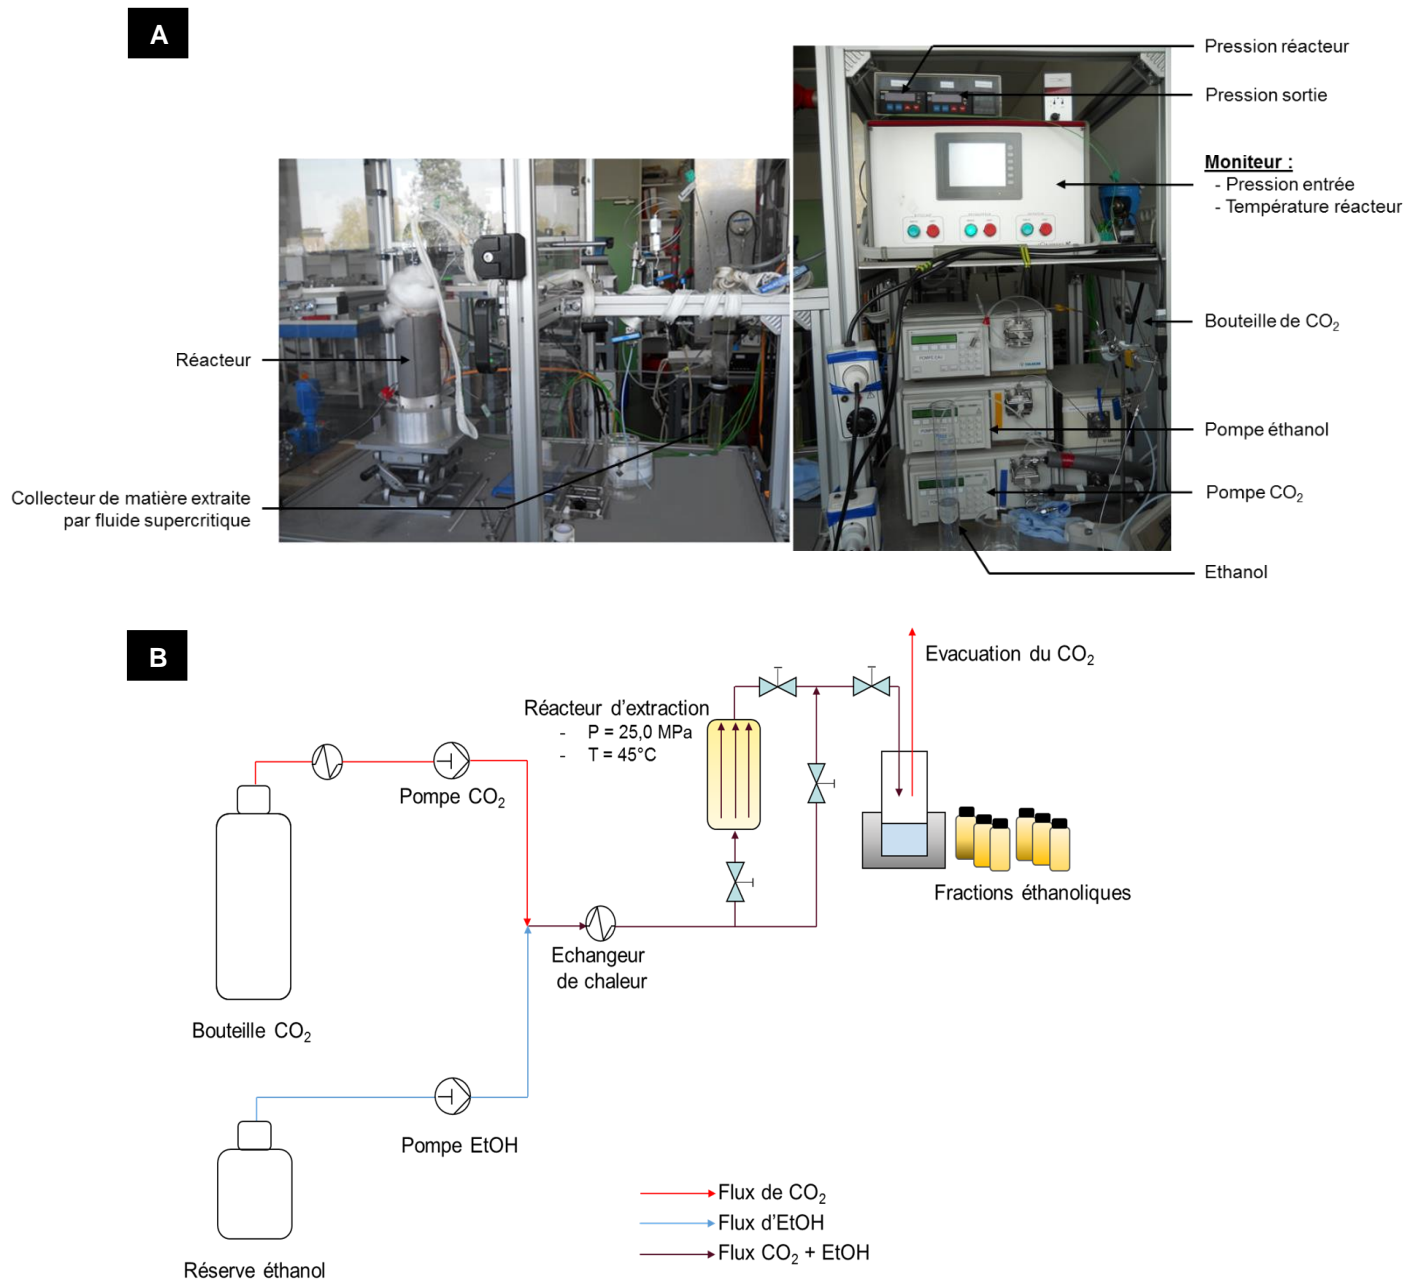 A
Pression réacteur
Pression sortie
Moniteur :
- Pression entrée
- Température réacteur
Bouteille de CO₂
Réacteur
Pompe éthanol
Collecteur de matière extraite
par fluide supercritique
Pompe CO₂
Ethanol
B
Evacuation du CO₂
Réacteur d'extraction
- P = 25,0 MPa
- T = 45°C
Pompe CO₂
Fractions éthanoliques
Echangeur
de chaleur
Bouteille CO₂
Pompe EtOH
Flux de CO₂
Flux d'EtOH
Flux CO₂ + EtOH
Réserve éthanol